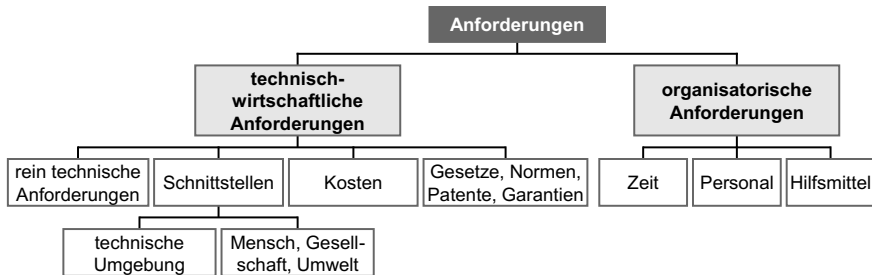 Anforderungen
technisch-
wirtschaftliche
Anforderungen
organisatorische
Anforderungen
rein technische
Anforderungen
Schnittstellen
Kosten
Gesetze, Normen,
Patente, Garantien
Zeit
Personal
Hilfsmittel
technische
Umgebung
Mensch, Gesell-
schaft, Umwelt